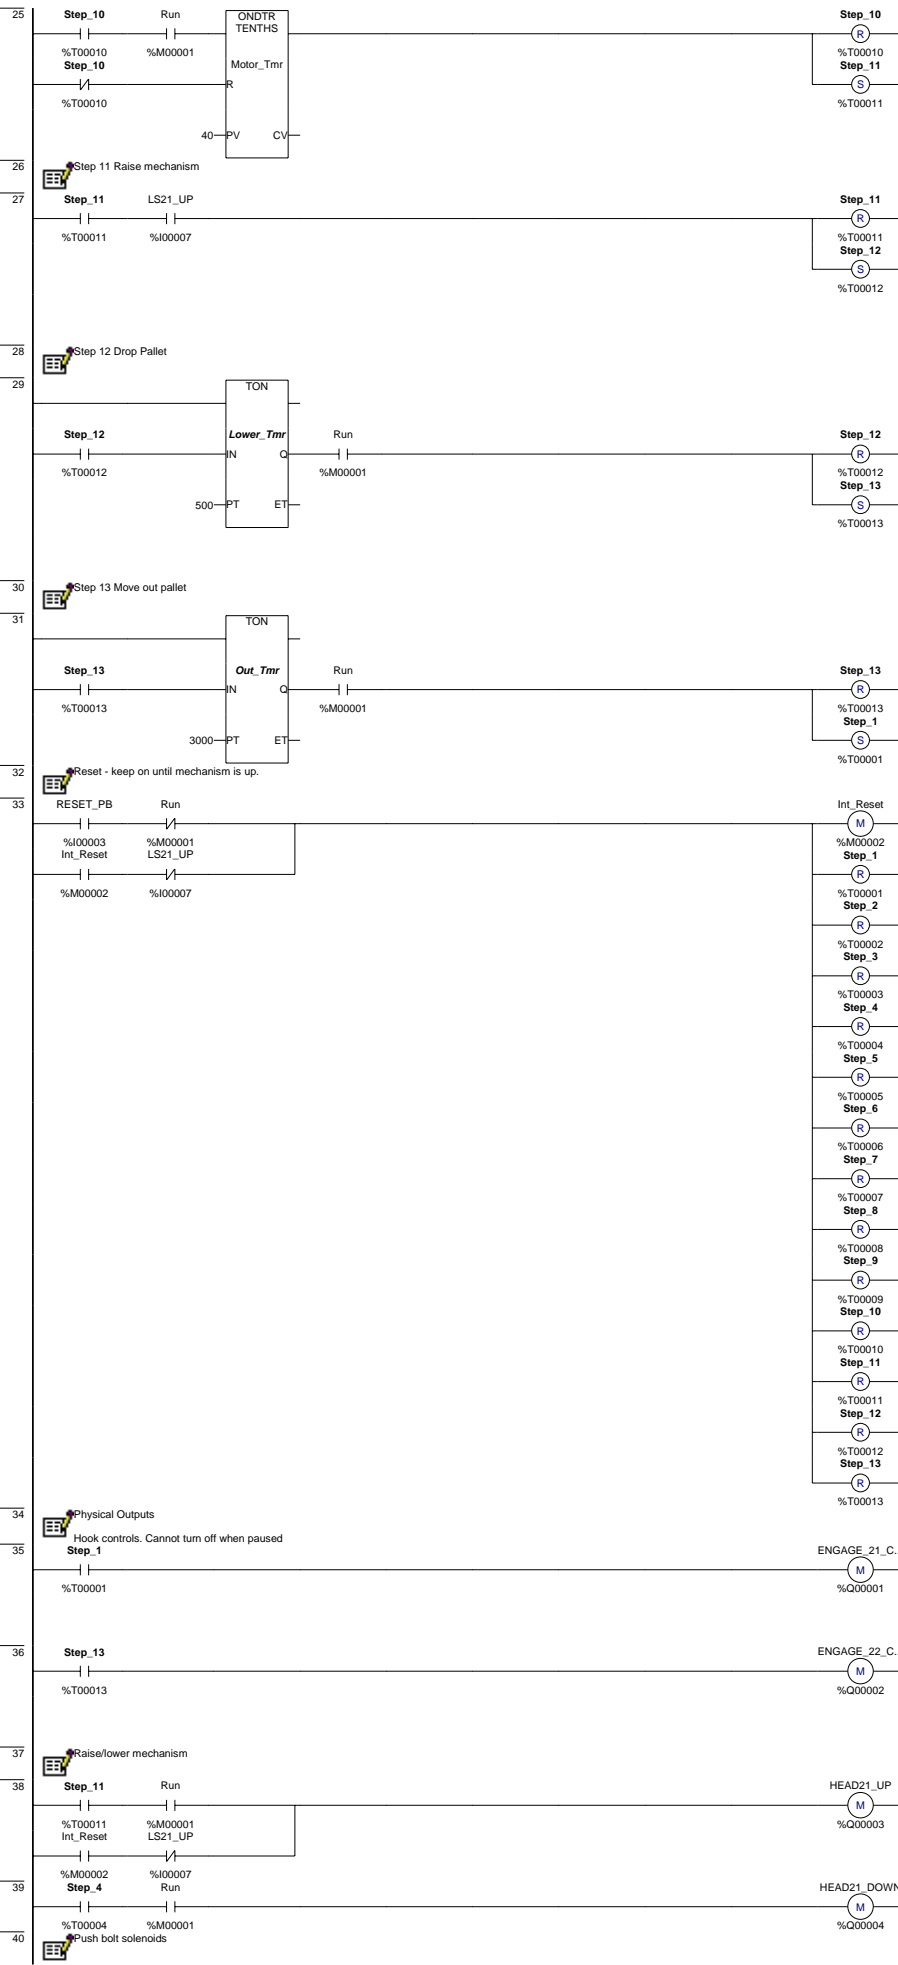 25 Step_10 Run ONDTR Step_10
TENTHS
R
%T00010 %M00001 %T00010
Step_10 Motor_Tmr Step_11
R S
%T00010 %T00011
40 PV CV
26 Step 11 Raise mechanism
27 Step_11 LS21_UP Step_11
R
%T00011 %I00007 %T00011
Step_12
S
%T00012
28 Step 12 Drop Pallet
29 TON
Step_12 Lower_Tmr Run Step_12
IN Q R
%T00012 %M00001 %T00012
Step_13
500 PT ET S
%T00013
30 Step 13 Move out pallet
31 TON
Step_13 Out_Tmr Run Step_13
IN Q R
%T00013 %M00001 %T00013
Step_1
3000 PT ET S
%T00001
32 Reset - keep on until mechanism is up.
33 RESET_PB Run Int_Reset
M
%I00003 %M00001 %M00002
Int_Reset LS21_UP Step_1
R
%M00002 %I00007 %T00001
Step_2
R
%T00002
Step_3
R
%T00003
Step_4
R
%T00004
Step_5
R
%T00005
Step_6
R
%T00006
Step_7
R
%T00007
Step_8
R
%T00008
Step_9
R
%T00009
Step_10
R
%T00010
Step_11
R
%T00011
Step_12
R
%T00012
Step_13
R
%T00013
34 Physical Outputs
Hook controls. Cannot turn off when paused
35 Step_1 ENGAGE_21_C..
M
%T00001 %Q00001
36 Step_13 ENGAGE_22_C..
M
%T00013 %Q00002
37 Raise/lower mechanism
38 Step_11 Run HEAD21_UP
M
%T00011 %M00001 %Q00003
Int_Reset LS21_UP
%M00002 %I00007
39 Step_4 Run HEAD21_DOWN
M
%T00004 %M00001 %Q00004
40 Push bolt solenoids